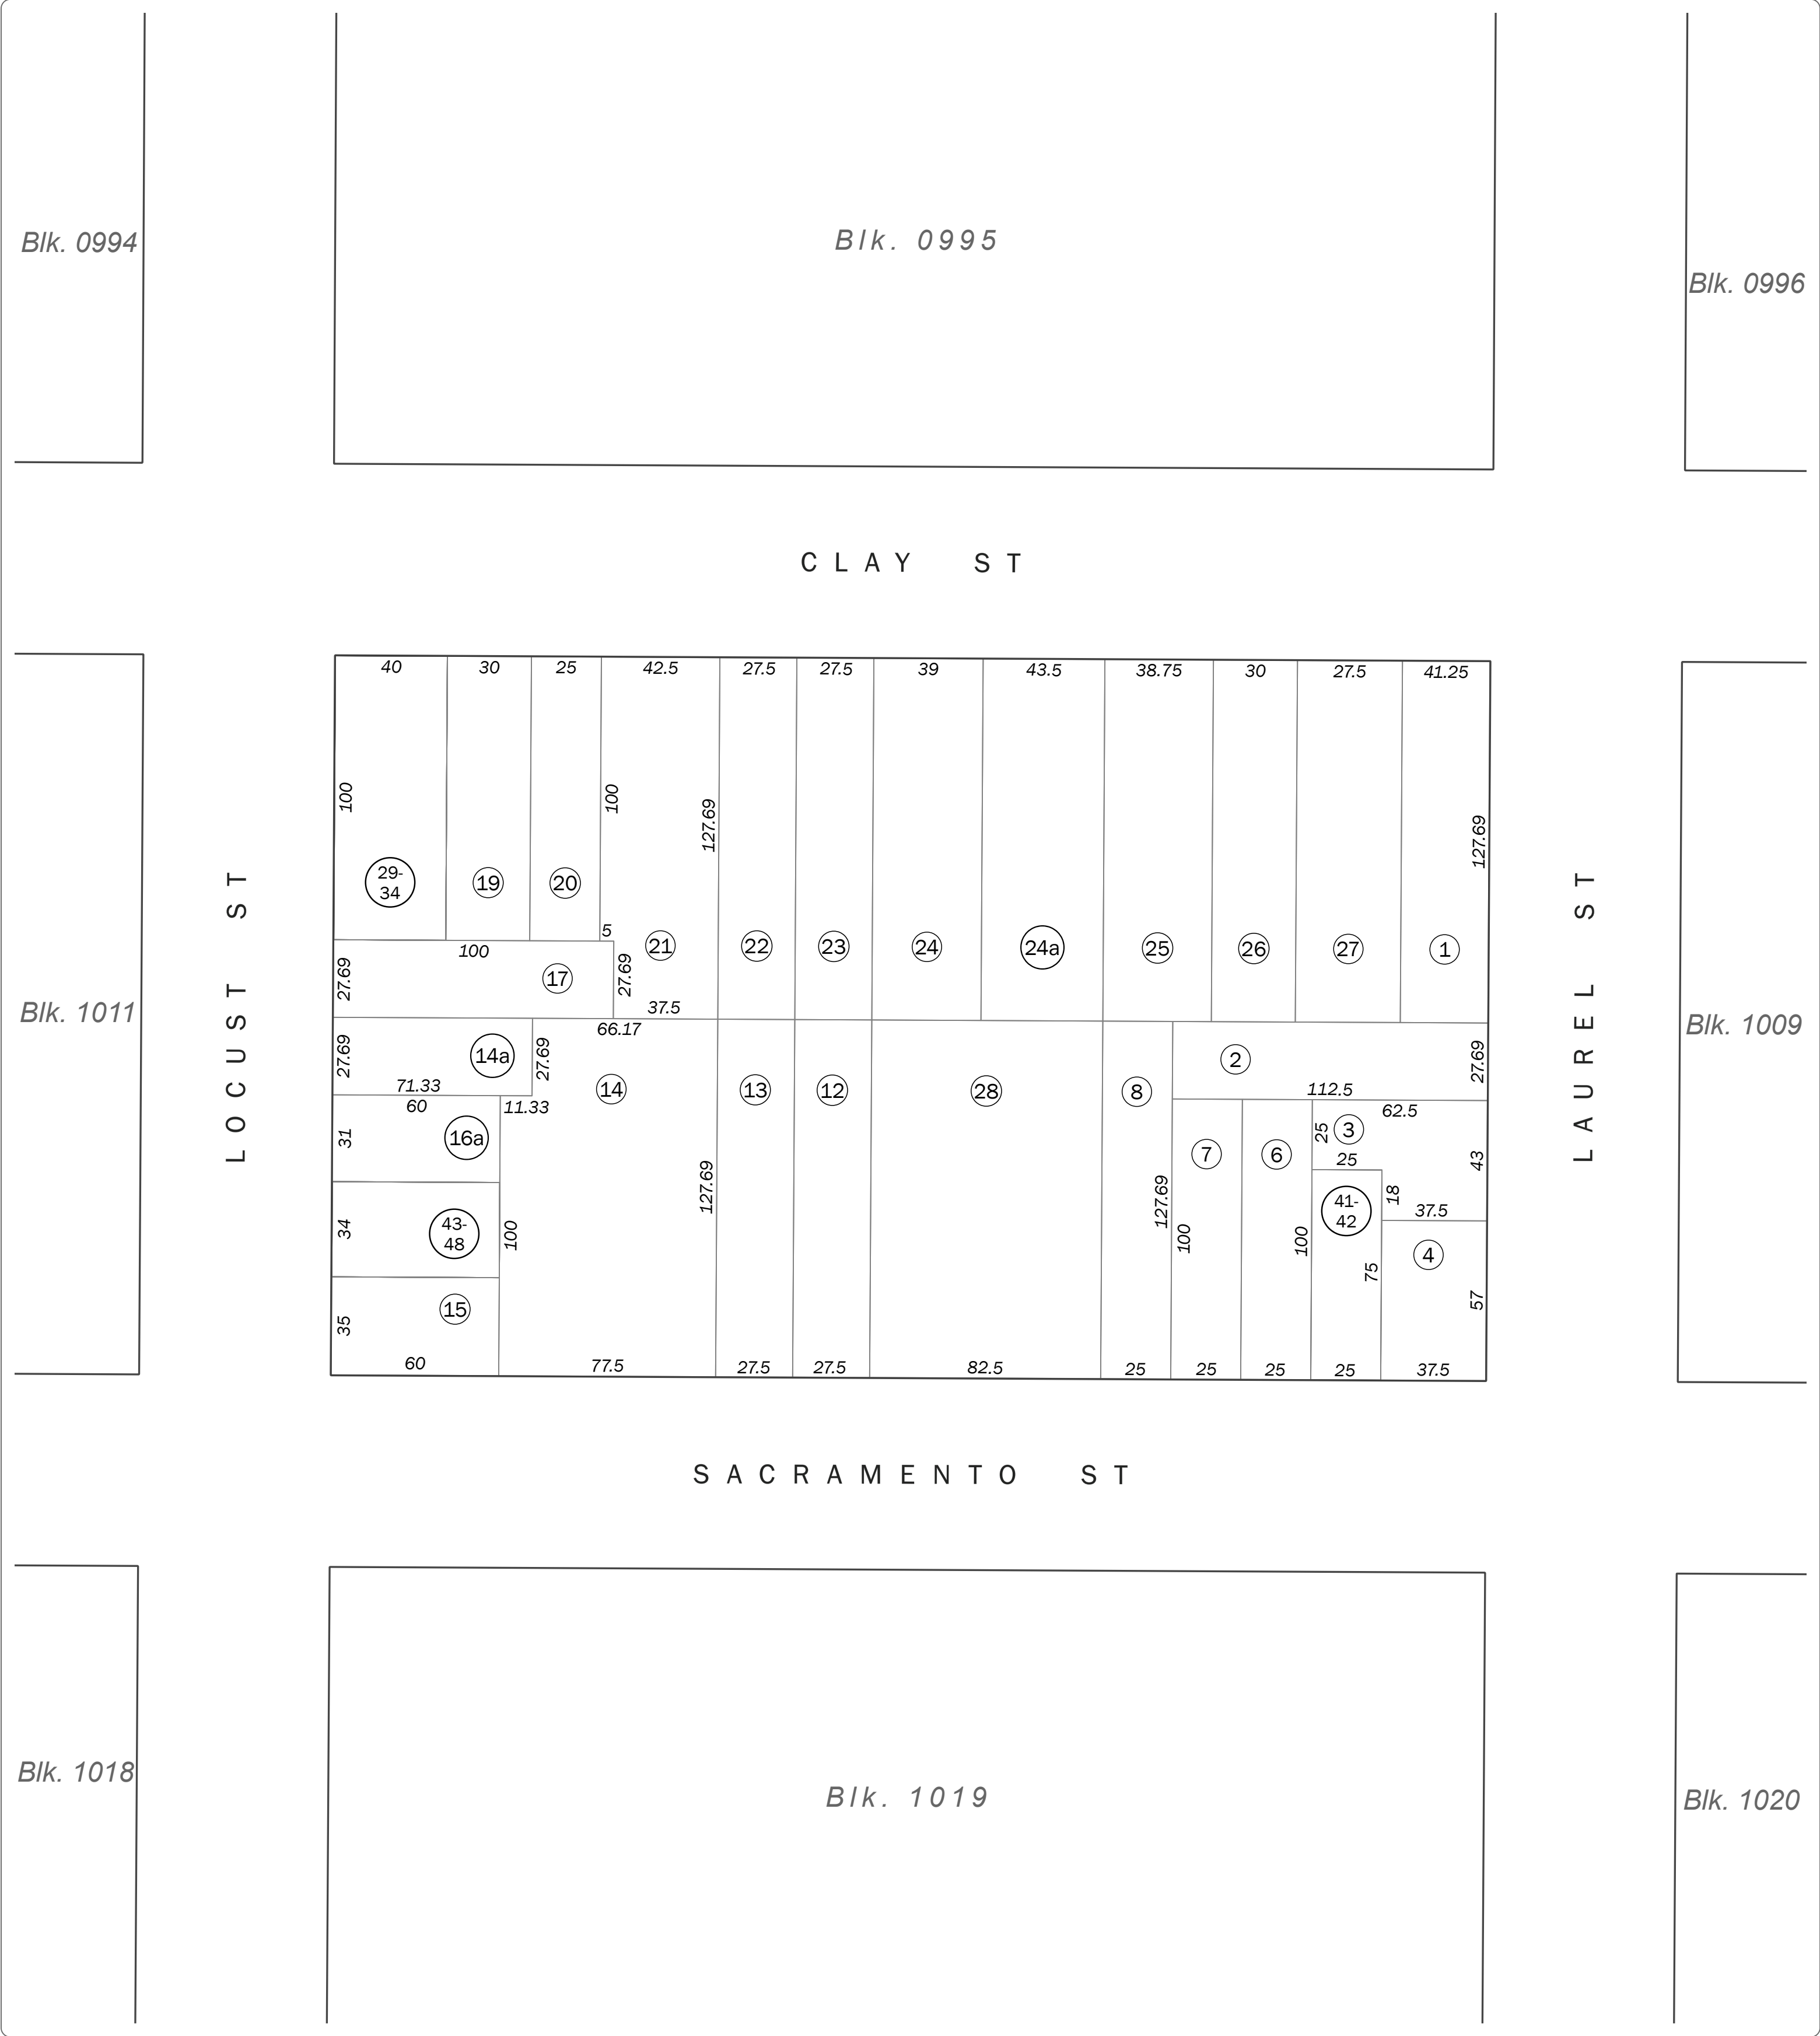 Blk. 0994
Blk. 0995
Blk. 0996
CLAY ST
40 30 25 42.5 27.5 27.5 39 43.5 38.75 30 27.5 41.25
100 100 127.69 127.69
29-
34
19 20
5
21 22 23 24 24a 25 26 27 1
100
27.69 17 27.69
37.5
LOCUST ST
LAUREL ST
Blk. 1011
Blk. 1009
66.17
27.69 14a 27.69
2 27.69
71.33
14 13 12 28 8
112.5
60 11.33
62.5
31 16a
7 6 25 3 43
25
127.69 127.69
18
41-
42
37.5
34
43-
48
100 100 100
4
75
57
35 15
60 77.5 27.5 27.5 82.5 25 25 25 25 37.5
SACRAMENTO ST
Blk. 1018
Blk. 1019
Blk. 1020